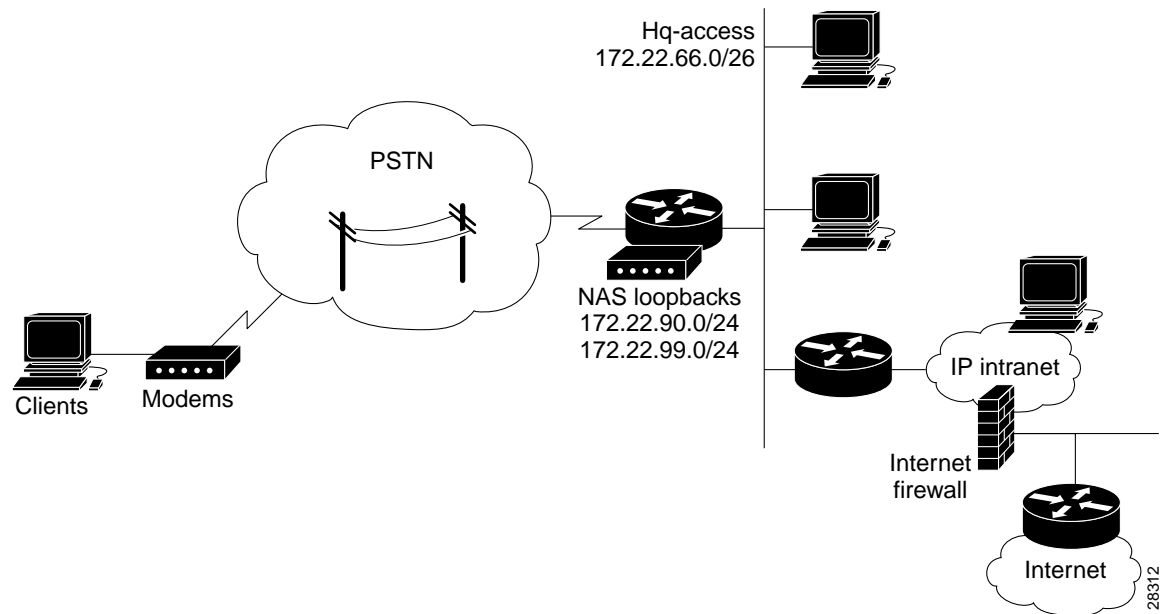 Hq-access
172.22.66.0/26
PSTN
NAS loopbacks
172.22.90.0/24
172.22.99.0/24
Clients
Modems
IP intranet
Internet
firewall
Internet
28312